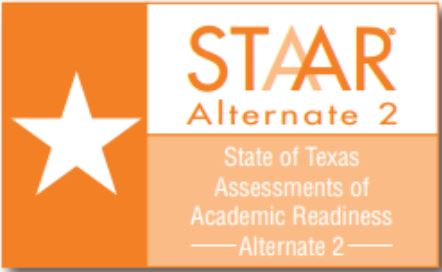 STAAR®
Alternate 2
State of Texas
Assessments of
Academic Readiness
Alternate 2